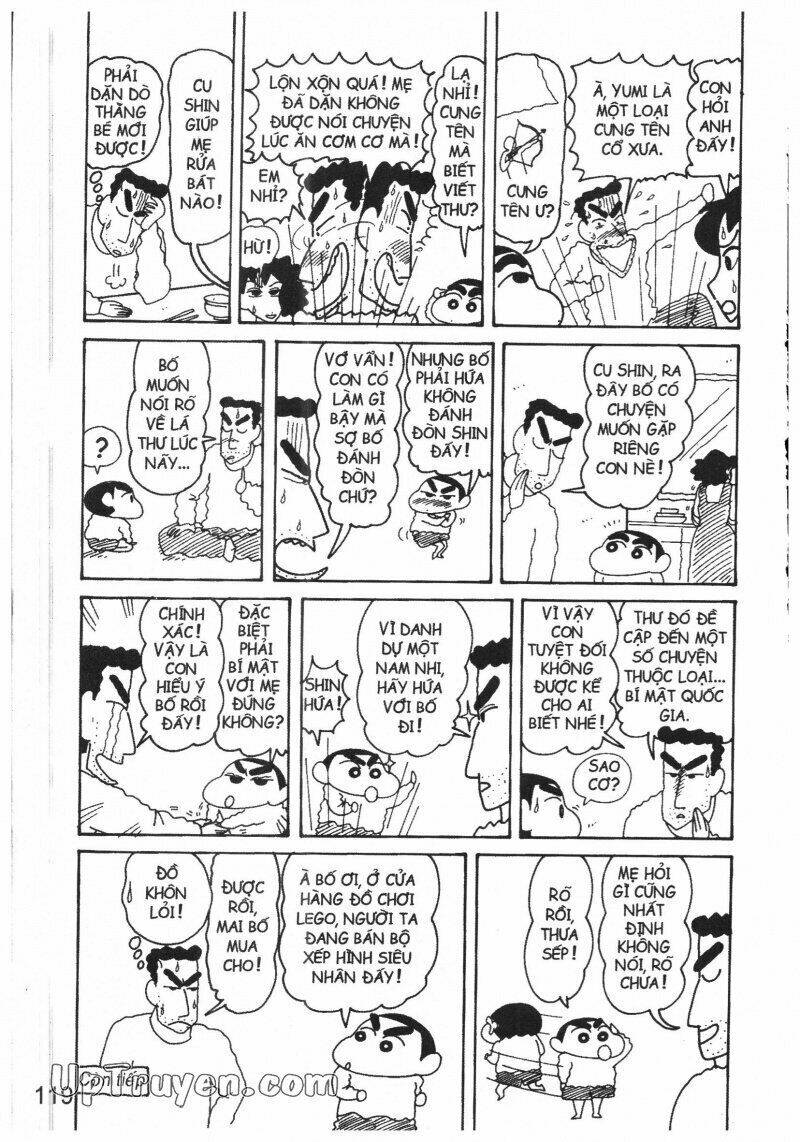 CON
HỎI
ANH
ĐẤY!
À, YUMI LÀ
MỘT LOẠI
CUNG TÊN
CỔ XƯA.
CUNG
TÊN Ư?
LẠ
NHỈ!
CUNG
TÊN
MÀ
BIẾT
VIẾT
THƯ?
LỘN XỘN QUÁ! MẸ
ĐÃ DẶN KHÔNG
ĐƯỢC NÓI CHUYỆN
LÚC ĂN CƠM CƠ MÀ!
EM
NHỈ?
HỪ!
CU
SHIN
GIÚP
MẸ
RỬA
BÁT
NÀO!
PHẢI
DẶN DÒ
THẰNG
BÉ MỚI
ĐƯỢC!
CU SHIN, RA
ĐÂY BỐ CÓ
CHUYỆN
MUỐN GẶP
RIÊNG
CON NÈ!
NHƯNG BỐ
PHẢI HỨA
KHÔNG
ĐÁNH
ĐÒN SHIN
ĐẤY!
VỚ VẨN!
CON CÓ
LÀM GÌ
BẬY MÀ
SỢ BỐ
ĐÁNH
ĐÒN
CHỨ?
BỐ
MUỐN
NÓI RÕ
VỀ LÁ
THƯ LÚC
NÃY...
?
THƯ ĐÓ ĐỀ
CẬP ĐẾN MỘT
SỐ CHUYỆN
THUỘC LOẠI...
BÍ MẬT QUỐC
GIA.
VÌ VẬY
CON
TUYỆT ĐỐI
KHÔNG
ĐƯỢC KỂ
CHO AI
BIẾT NHÉ!
SAO
CƠ?
VÌ DANH
DỰ MỘT
NAM NHI,
HÃY HỨA
VỚI BỐ
ĐI!
SHIN
HỨA!
ĐẶC
BIỆT
PHẢI
BÍ MẬT
VỚI MẸ
ĐÚNG
KHÔNG?
CHÍNH
XÁC!
VẬY LÀ
CON
HIỂU Ý
BỐ RỒI
ĐẤY!
MẸ HỎI
GÌ CŨNG
NHẤT
ĐỊNH
KHÔNG
NÓI, RÕ
CHƯA!
RÕ
RỒI,
THƯA
SẾP!
À BỐ ƠI, Ở CỬA
HÀNG ĐỒ CHƠI
LEGO, NGƯỜI TA
ĐANG BÁN BỘ
XẾP HÌNH SIÊU
NHÂN ĐẤY!
ĐƯỢC
RỒI,
MAI BỐ
MUA
CHO!
ĐỒ
KHÔN
LỎI!
Còn tiếp
119
UpTruyen.com